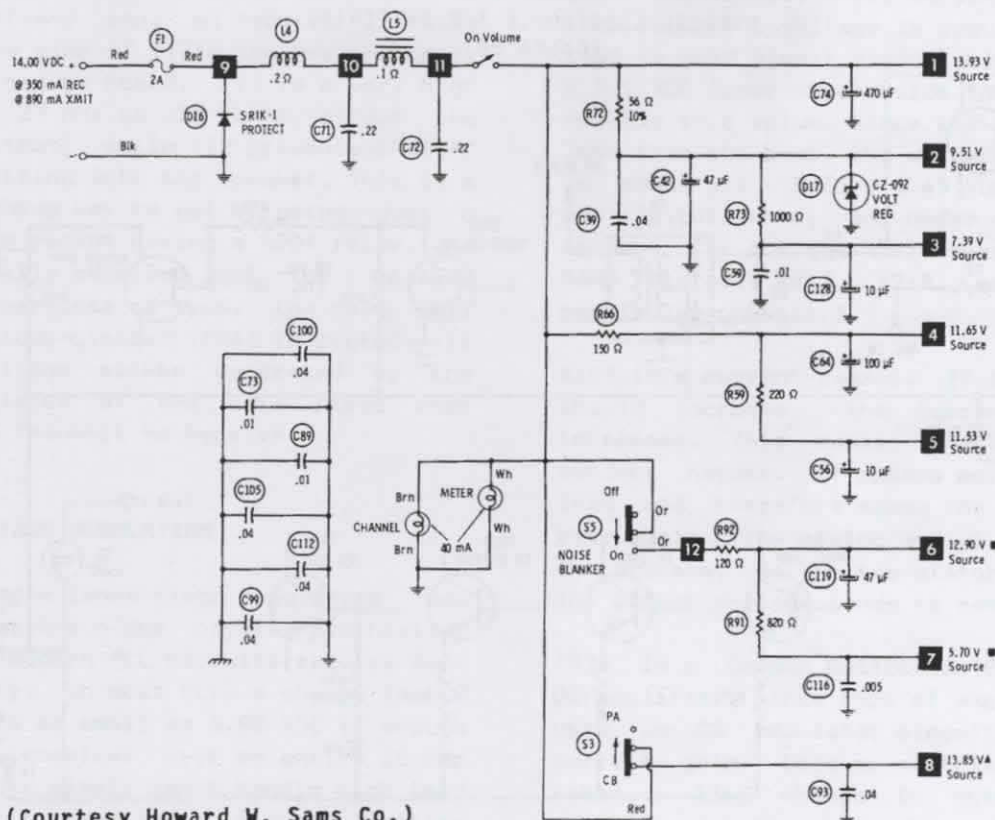 F1
L4
L5
On Volume
14.00 VDC +
@ 350 mA REC
@ 890 mA XMIT
Red
2A
Red
9
.2Ω
10
.1Ω
11
1
13.93 V
Source
D16
SR1K-1
PROTECT
C71
.22
C72
.22
R72
56 Ω
10%
C74
470 µF
Blk
2
9.51 V
Source
C39
.04
C42
47 µF
R73
1000 Ω
D17
CZ-092
VOLT
REG
3
7.39 V
Source
C59
.01
C128
10 µF
R66
150 Ω
4
11.65 V
Source
C64
100 µF
R59
220 Ω
5
11.53 V
Source
C56
10 µF
C100
.04
C73
.01
C89
.01
C105
.04
C112
.04
C99
.04
Brn
CHANNEL
Brn
METER
Wh
Wh
40 mA
Off
S5
NOISE
BLANKER
On
Or
Or
12
R92
120 Ω
6
12.90 V ■
Source
C119
47 µF
R91
820 Ω
7
5.70 V ■
Source
C116
.005
PA
S3
CB
Red
8
13.85 V▲
Source
C93
.04
(Courtesy Howard W. Sams Co.)